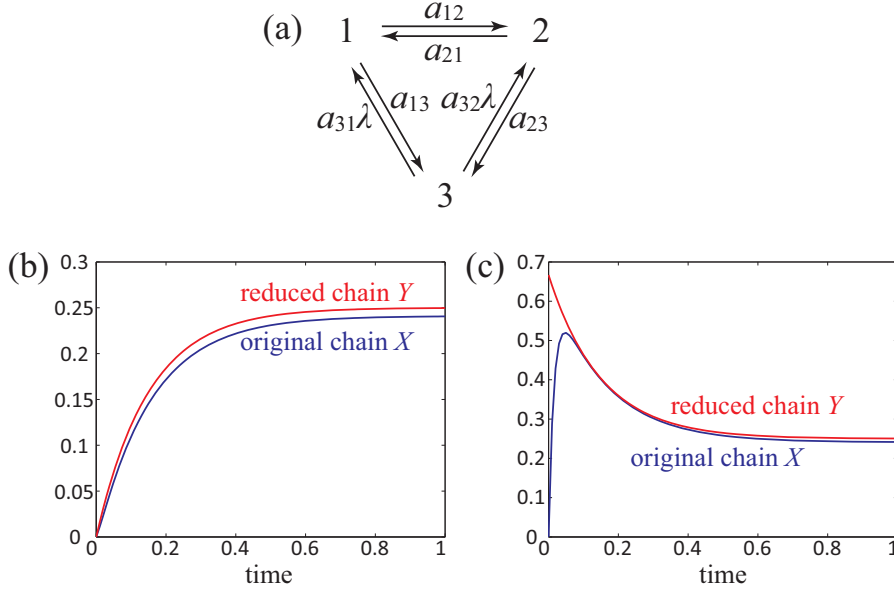 (a) 1 a₁₂ 2
a₂₁
a₃₁λ a₁₃ a₃₂λ a₂₃
3
(b)
0.3
0.25
0.2
0.15
0.1
0.05
0
reduced chain Y
original chain X
0 0.2 0.4 0.6 0.8 1
time
(c)
0.7
0.6
0.5
0.4
0.3
0.2
0.1
0
reduced chain Y
original chain X
0 0.2 0.4 0.6 0.8 1
time